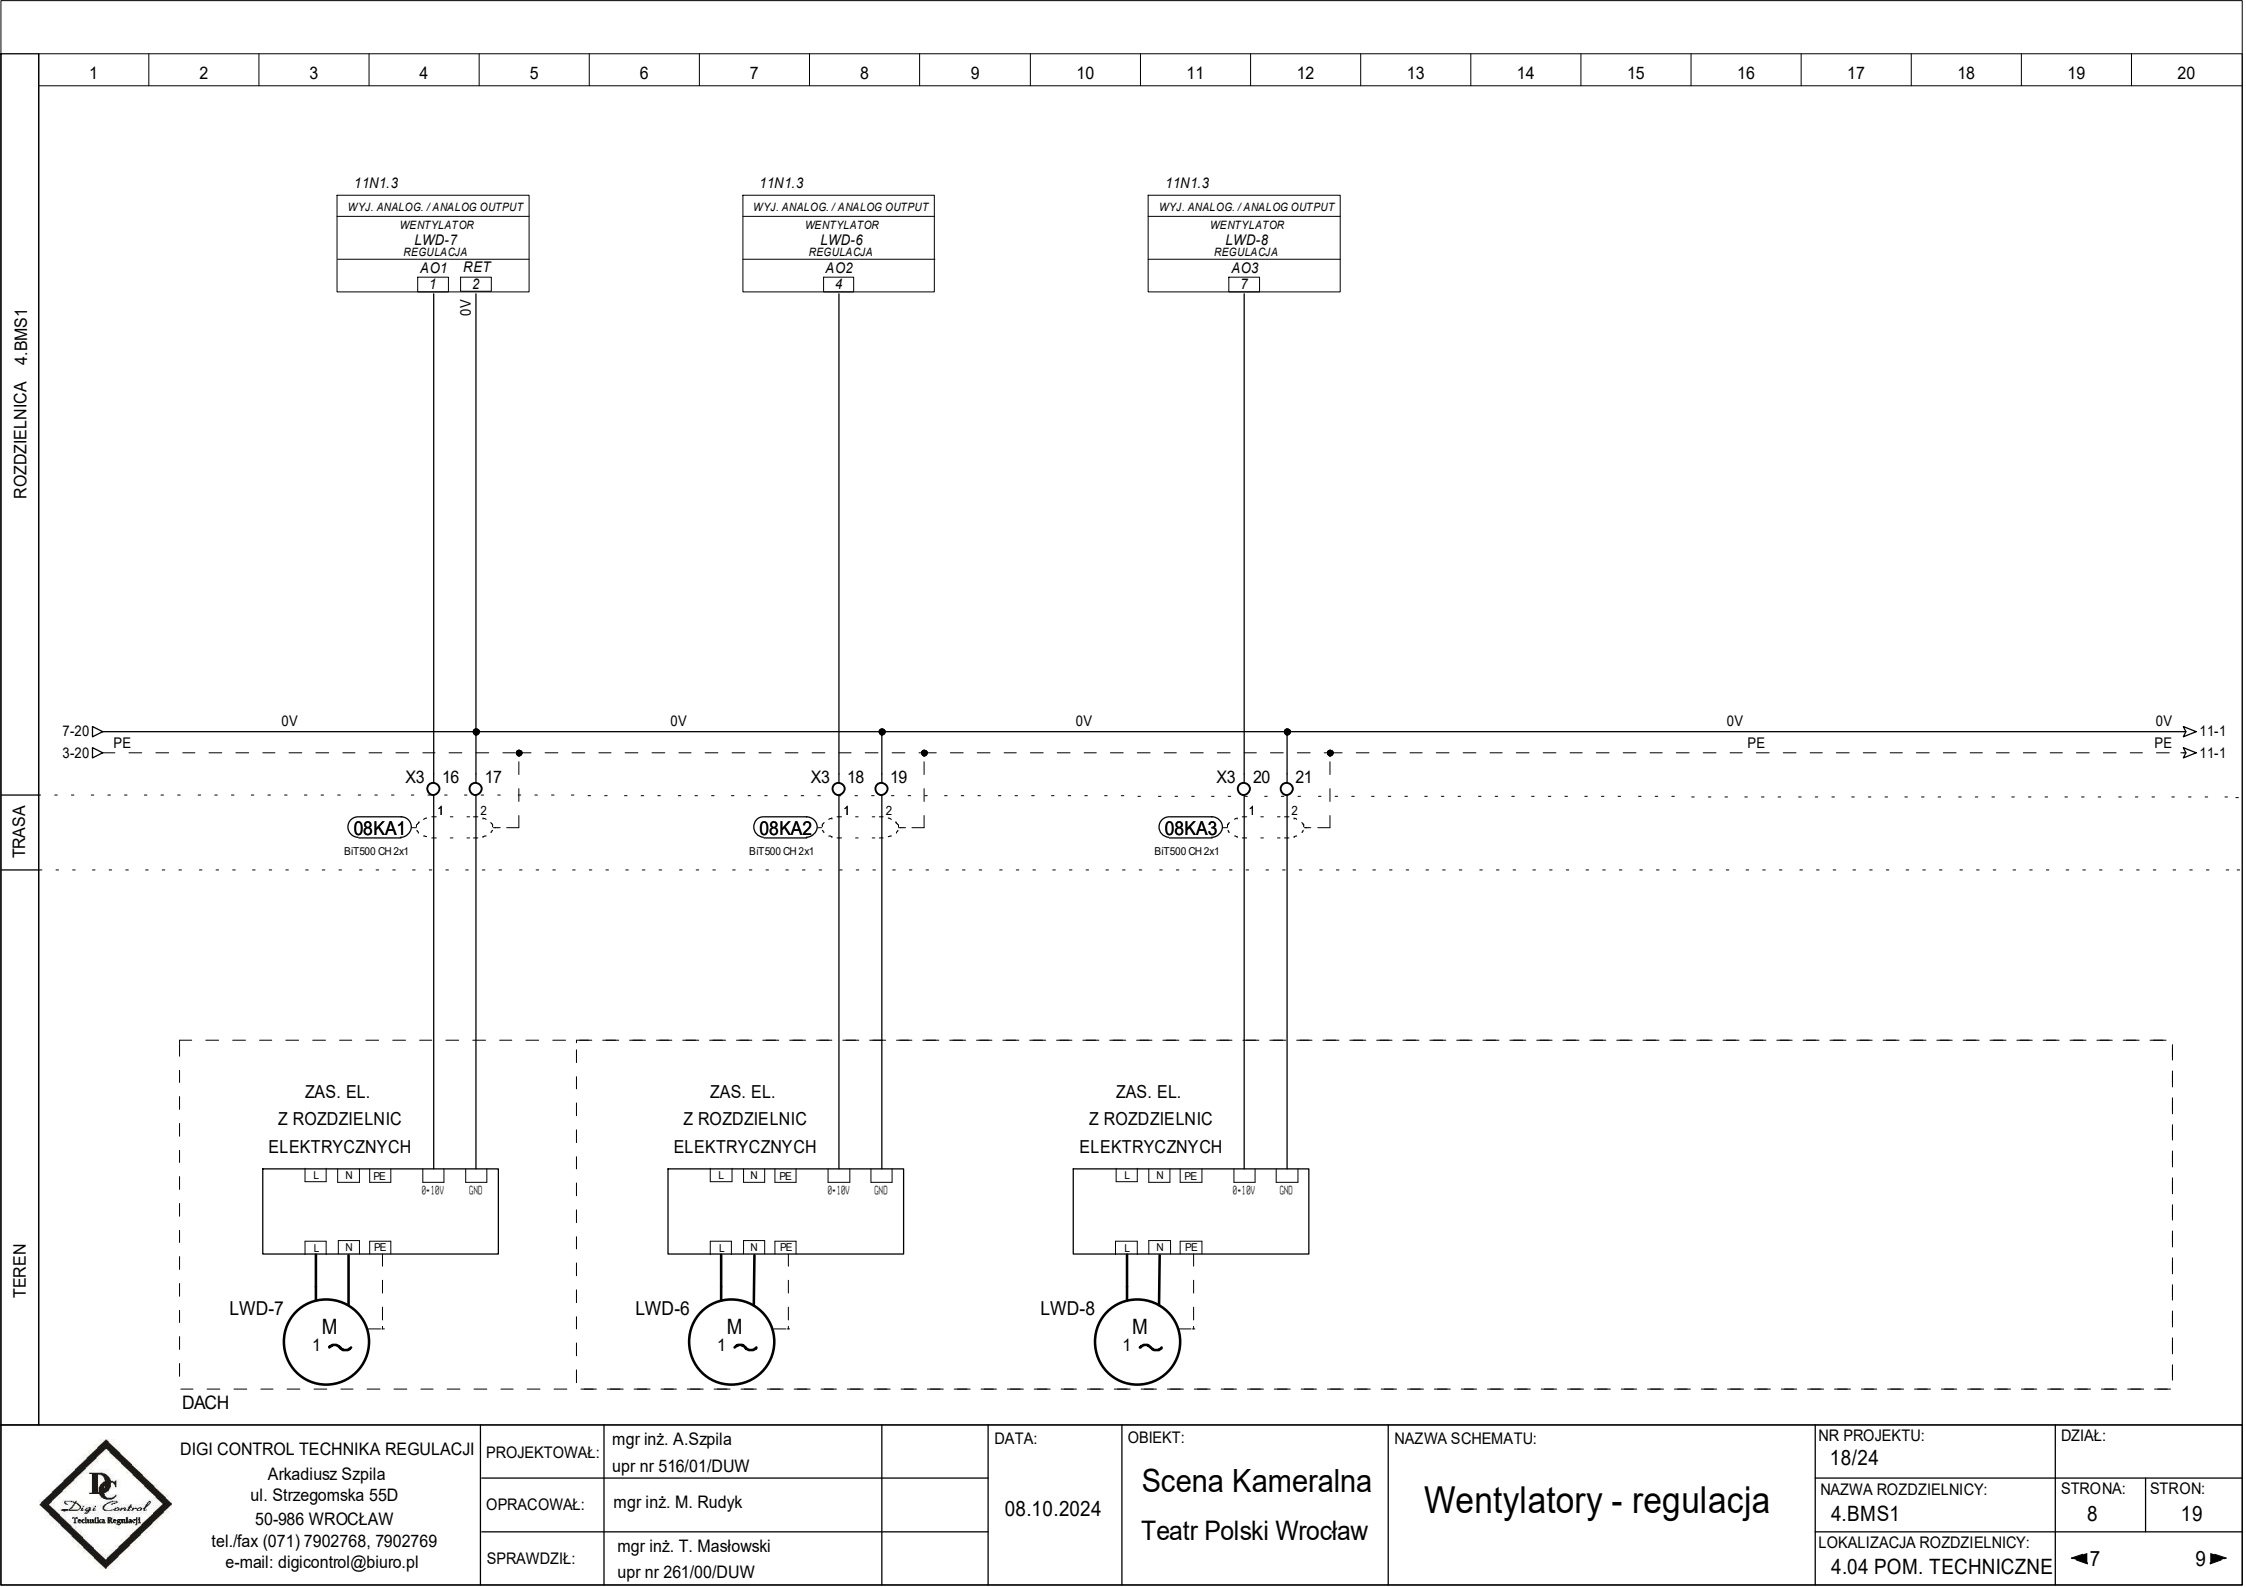 1 2 3 4 5 6 7 8 9 10 11 12 13 14 15 16 17 18 19 20
ROZDZIELNICA 4.BMS1
11N1.3
WYJ. ANALOG. / ANALOG OUTPUT
WENTYLATOR
LWD-7
REGULACJA
AO1 RET
1 2
0V
11N1.3
WYJ. ANALOG. / ANALOG OUTPUT
WENTYLATOR
LWD-6
REGULACJA
AO2
4
11N1.3
WYJ. ANALOG. / ANALOG OUTPUT
WENTYLATOR
LWD-8
REGULACJA
AO3
7
7-20 0V 0V 0V 0V 0V 11-1
3-20 PE PE PE 11-1
X3 16 17 X3 18 19 X3 20 21
TRASA
1 2 1 2 1 2
08KA1 08KA2 08KA3
BiT500 CH 2x1 BiT500 CH 2x1 BiT500 CH 2x1
TEREN
ZAS. EL.
Z ROZDZIELNIC
ELEKTRYCZNYCH
L N PE 0÷10V GND
L N PE
LWD-7
M
1 ~
ZAS. EL.
Z ROZDZIELNIC
ELEKTRYCZNYCH
L N PE 0÷10V GND
L N PE
LWD-6
M
1 ~
ZAS. EL.
Z ROZDZIELNIC
ELEKTRYCZNYCH
L N PE 0÷10V GND
L N PE
LWD-8
M
1 ~
DACH
DC
Digi Control
Technika Regulacji
DIGI CONTROL TECHNIKA REGULACJI
Arkadiusz Szpila
ul. Strzegomska 55D
50-986 WROCŁAW
tel./fax (071) 7902768, 7902769
e-mail: digicontrol@biuro.pl
PROJEKTOWAŁ:
mgr inż. A.Szpila
upr nr 516/01/DUW
OPRACOWAŁ:
mgr inż. M. Rudyk
SPRAWDZIŁ:
mgr inż. T. Masłowski
upr nr 261/00/DUW
DATA:
08.10.2024
OBIEKT:
Scena Kameralna
Teatr Polski Wrocław
NAZWA SCHEMATU:
Wentylatory - regulacja
NR PROJEKTU:
18/24
DZIAŁ:
NAZWA ROZDZIELNICY:
4.BMS1
STRONA:
8
STRON:
19
LOKALIZACJA ROZDZIELNICY:
4.04 POM. TECHNICZNE
7 9